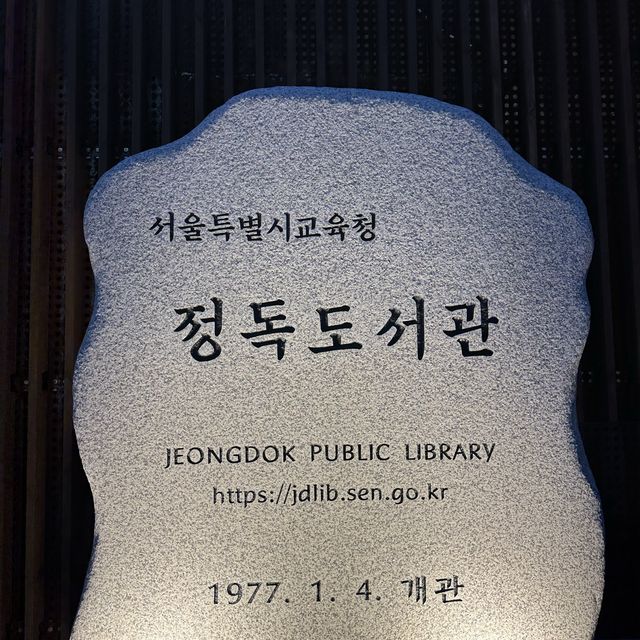 서울특별시교육청
정독도서관
JEONGDOK PUBLIC LIBRARY
https://jdlib.sen.go.kr
1977. 1. 4. 개관